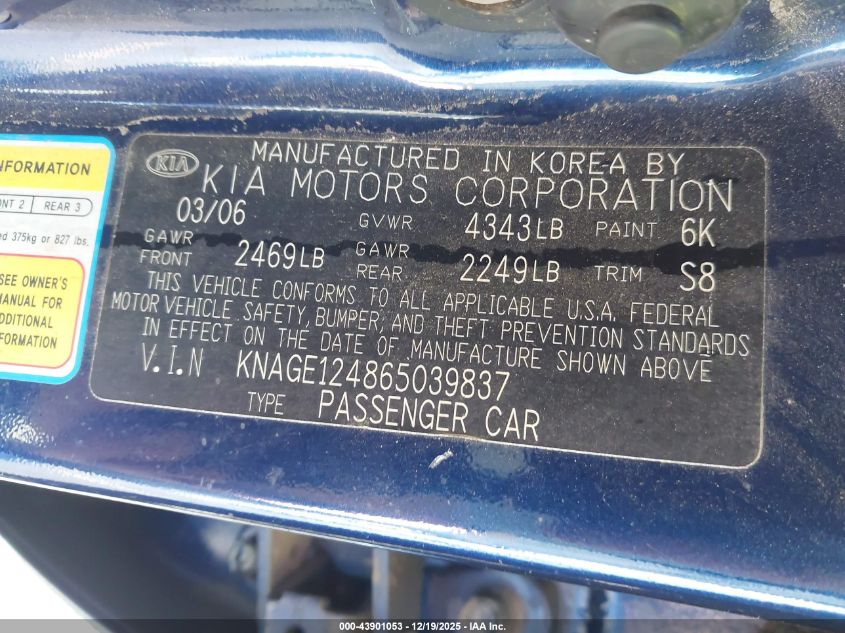 NFORMATION
NT 2 REAR 3
ed 375kg or 827 lbs.
SEE OWNER'S
MANUAL FOR
ADDITIONAL
NFORMATION
KIA
MANUFACTURED IN KOREA BY
KIA MOTORS CORPORATION
03/06 GVWR 4343LB PAINT 6K
GAWR FRONT 2469LB GAWR REAR 2249LB TRIM S8
THIS VEHICLE CONFORMS TO ALL APPLICABLE U.S.A. FEDERAL
MOTOR VEHICLE SAFETY, BUMPER, AND THEFT PREVENTION STANDARDS
IN EFFECT ON THE DATE OF MANUFACTURE SHOWN ABOVE
V.I.N KNAGE124865039837
TYPE PASSENGER CAR
000-43901053 - 12/19/2025 - IAA, Inc.